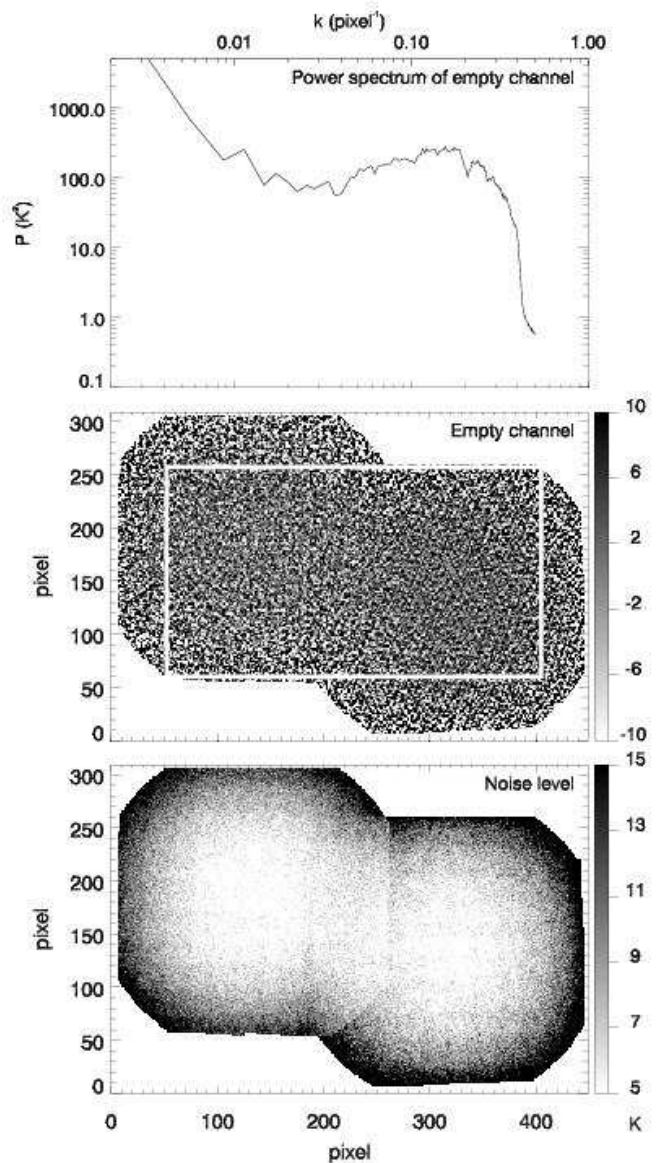 k (pixel⁻¹)
0.01 0.10 1.00
Power spectrum of empty channel
1000.0
100.0
10.0
1.0
0.1
P (K²)
Empty channel
300
250
200
150
100
50
0
pixel
10
6
2
-2
-6
-10
Noise level
300
250
200
150
100
50
0
pixel
15
13
11
9
7
5
K
0 100 200 300 400
pixel